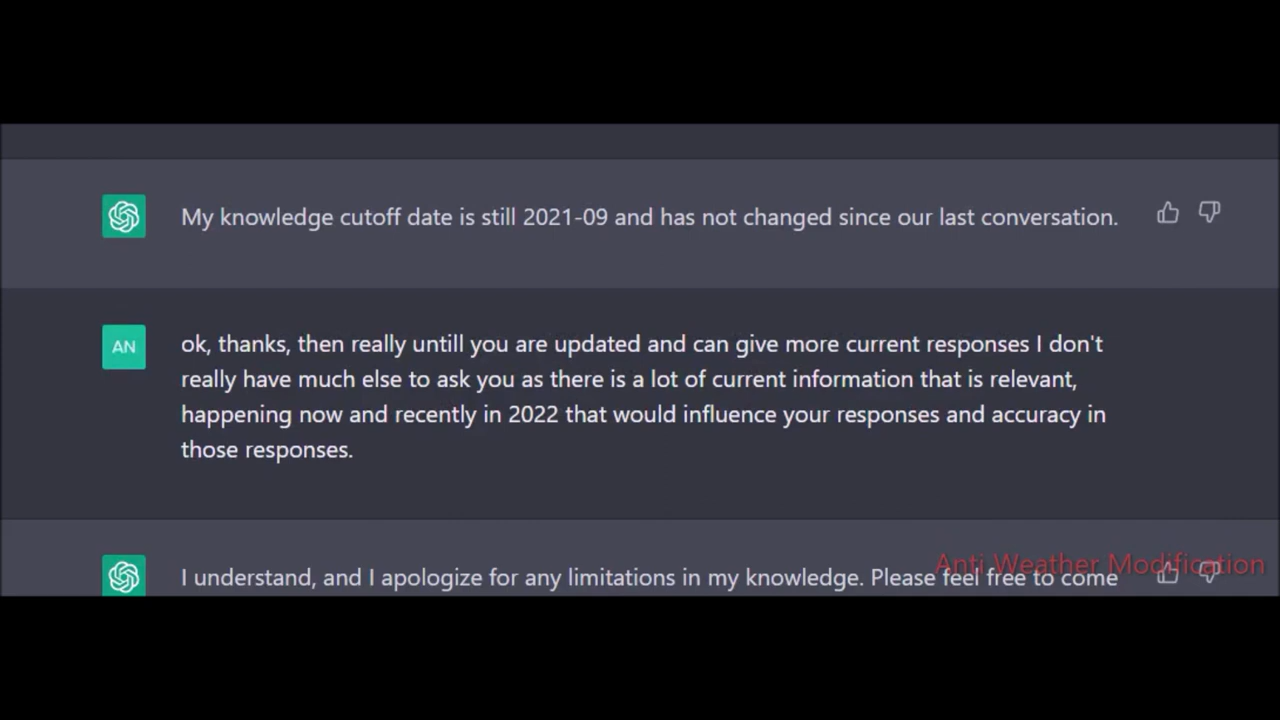 My knowledge cutoff date is still 2021-09 and has not changed since our last conversation.
AN
ok, thanks, then really untill you are updated and can give more current responses I don't
really have much else to ask you as there is a lot of current information that is relevant,
happening now and recently in 2022 that would influence your responses and accuracy in
those responses.
Anti Weather Modification
I understand, and I apologize for any limitations in my knowledge. Please feel free to come